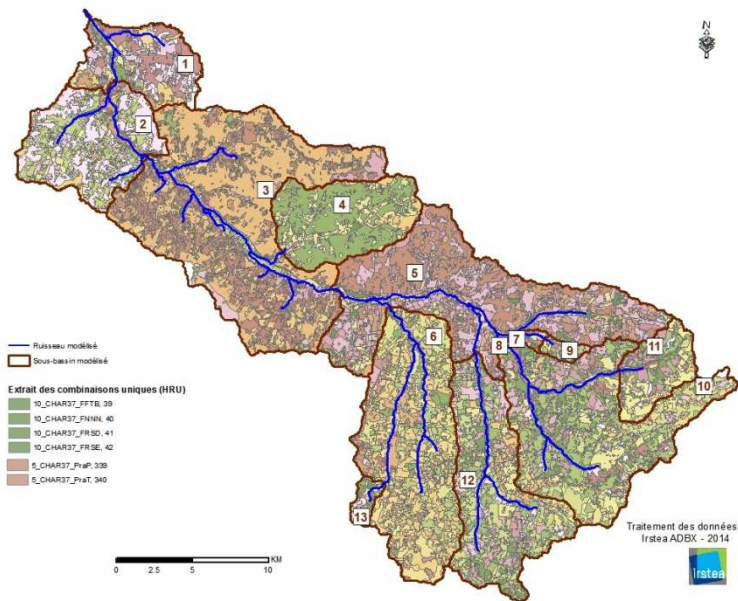 N
1
2
3
4
5
6
7
8
9
11
10
12
13
Ruisseau modélisé
Sous-bassin modélisé
Extrait des combinaisons uniques (HRU)
10_CHAR37_FFTB, 39
10_CHAR37_FNNN, 40
10_CHAR37_FRSD, 41
10_CHAR37_FRSE, 42
5_CHAR37_PraP, 339
5_CHAR37_PraT, 340
0 2.5 5 10 KM
Traitement des données
Irstea ADBX - 2014
irstea